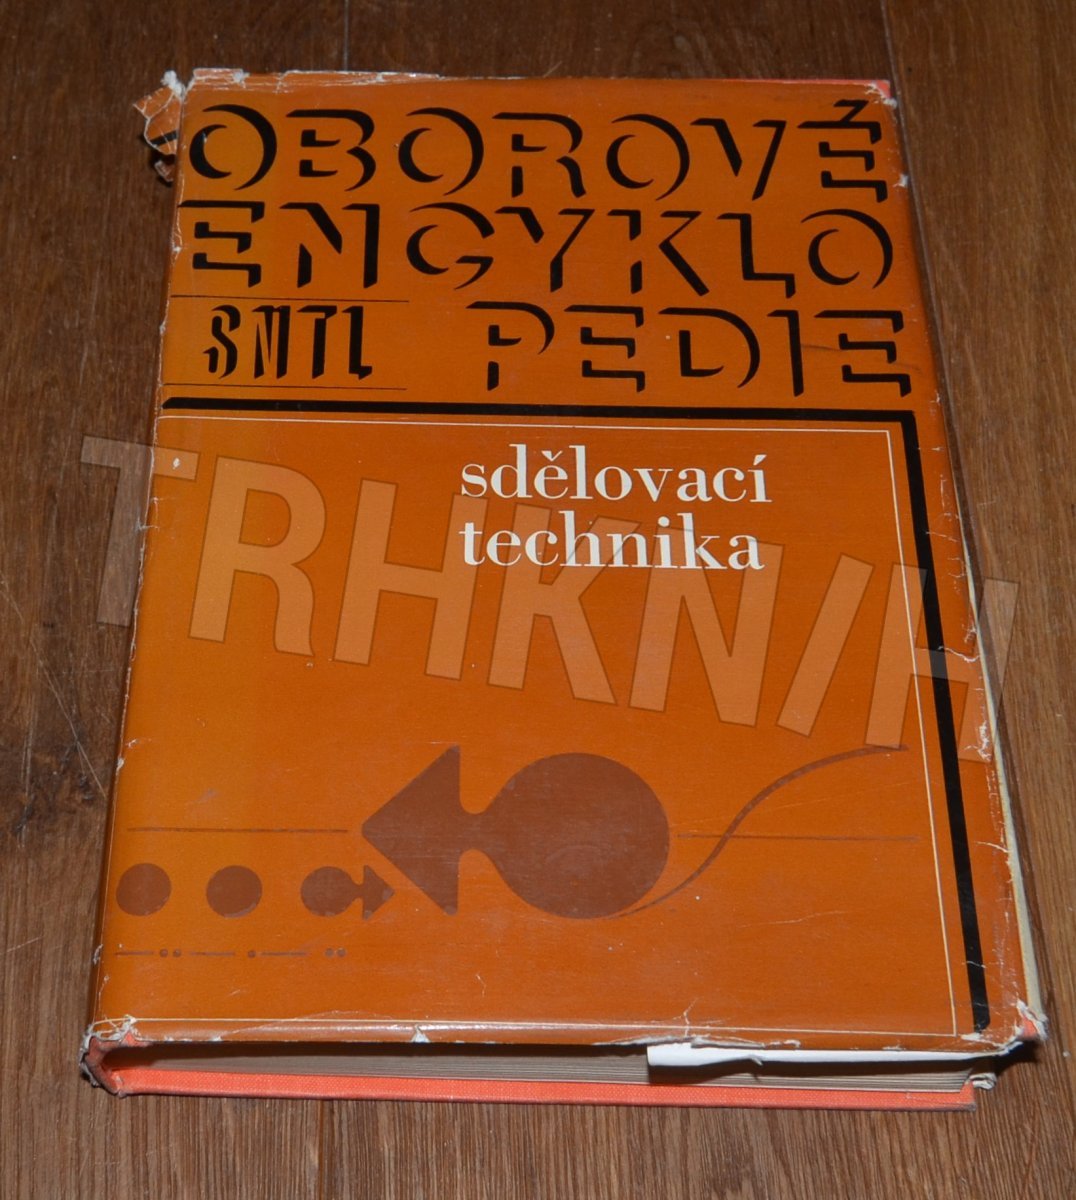 OBOROVÉ
ENCYKLO
SNTL PEDIE
sdělovací
technika
TRHKNIH